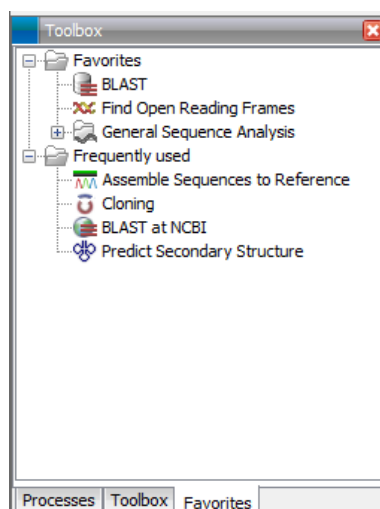 Toolbox
Favorites
BLAST
Find Open Reading Frames
General Sequence Analysis
Frequently used
Assemble Sequences to Reference
Cloning
BLAST at NCBI
Predict Secondary Structure
Processes Toolbox Favorites